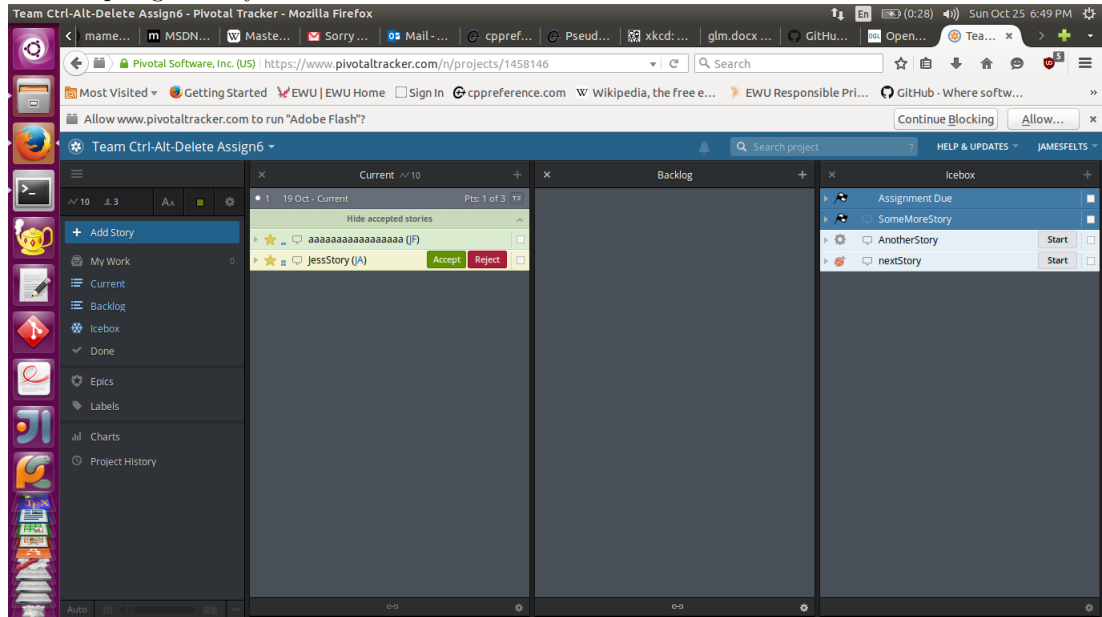 Team Ctrl-Alt-Delete Assign6 - Pivotal Tracker - Mozilla Firefox
En (0:28) Sun Oct 25 6:49 PM
mame... m MSDN... W Maste... Sorry ... Mail - ... cppref... Pseud... xkcd: ... glm.docx ... GitHu... Open... Tea... ×
Pivotal Software, Inc. (US) https://www.pivotaltracker.com/n/projects/1458146 Search 5
Most Visited Getting Started EWU | EWU Home Sign In cppreference.com W Wikipedia, the free e... EWU Responsible Pri... GitHub · Where softw... »
Allow www.pivotaltracker.com to run "Adobe Flash"? Continue Blocking Allow... ×
Team Ctrl-Alt-Delete Assign6 Search project ? HELP & UPDATES JAMESFELTS
× Current 10 + × Backlog + × Icebox +
10 3 AA
1 19 Oct - Current Pts: 1 of 3 TS
Hide accepted stories
aaaaaaaaaaaaaaaaa (JF)
JessStory (JA) Accept Reject
Assignment Due
SomeMoreStory
AnotherStory Start
nextStory Start
+ Add Story
My Work 0
Current
Backlog
Icebox
Done
Epics
Labels
Charts
Project History
Auto